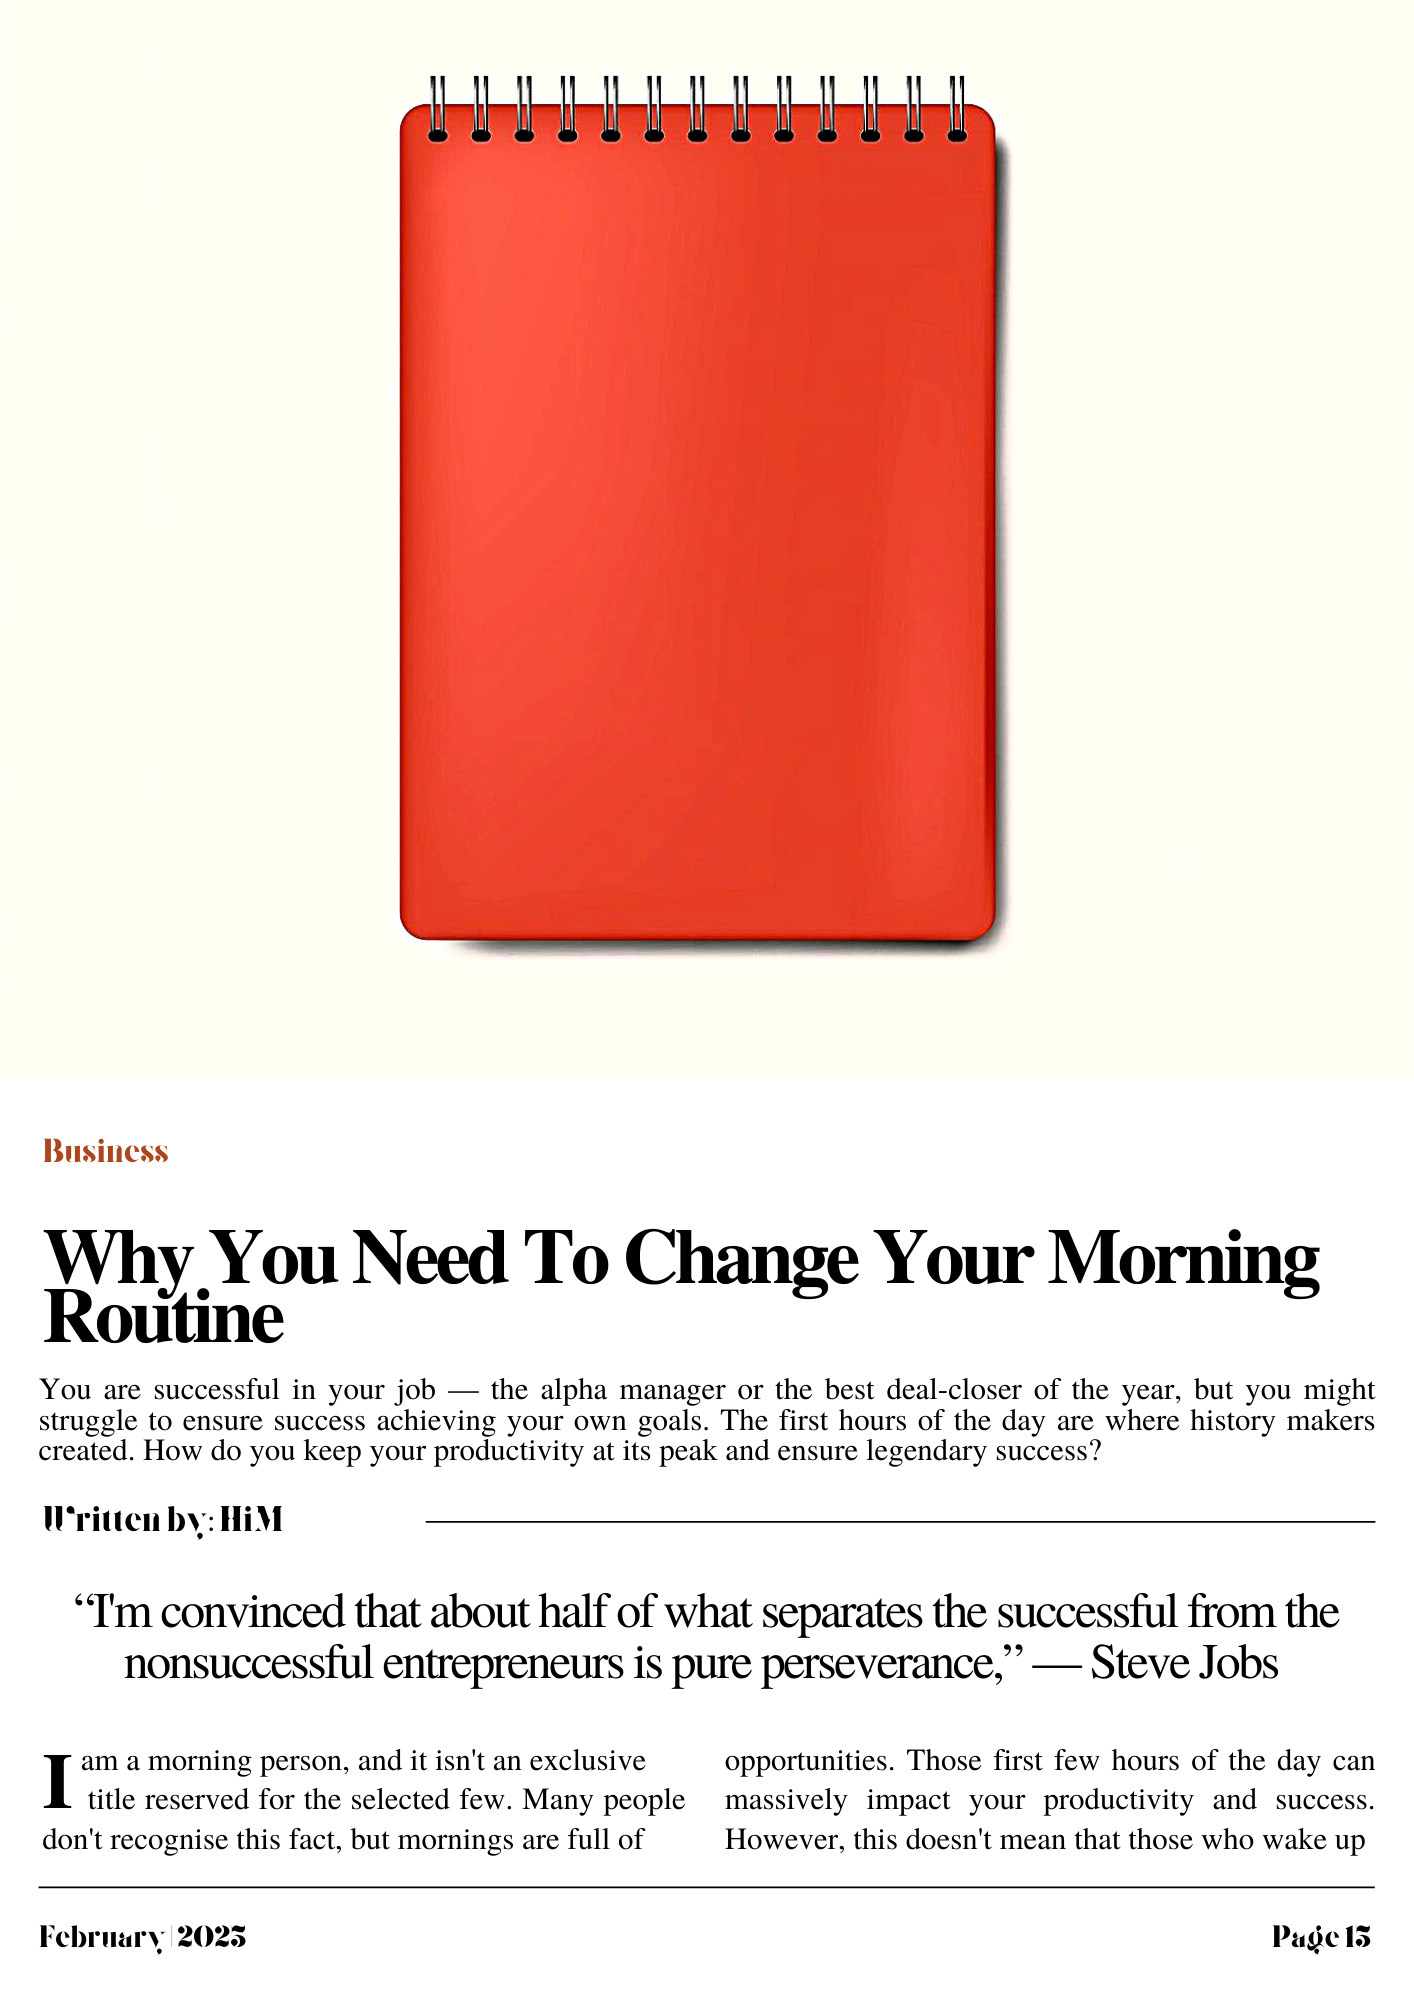 Business
Why You Need To Change Your Morning
Routine
You are successful in your job — the alpha manager or the best deal-closer of the year, but you might
struggle to ensure success achieving your own goals. The first hours of the day are where history makers
created. How do you keep your productivity at its peak and ensure legendary success?
Written by: HiM
“I'm convinced that about half of what separates the successful from the
nonsuccessful entrepreneurs is pure perseverance,” — Steve Jobs
I am a morning person, and it isn't an exclusive
title reserved for the selected few. Many people
don't recognise this fact, but mornings are full of
opportunities. Those first few hours of the day can
massively impact your productivity and success.
However, this doesn't mean that those who wake up
February | 2025
Page 15